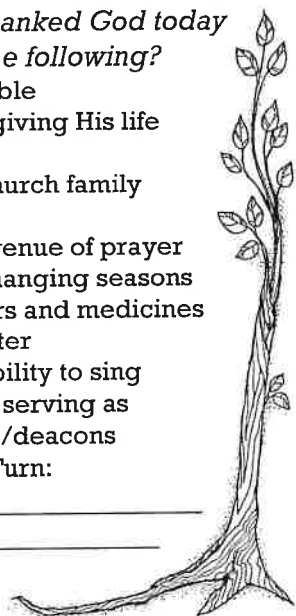 anked God today
e following?
ble
giving His life
hurch family
enue of prayer
hanging seasons
rs and medicines
ter
bility to sing
serving as
/deacons
Turn: